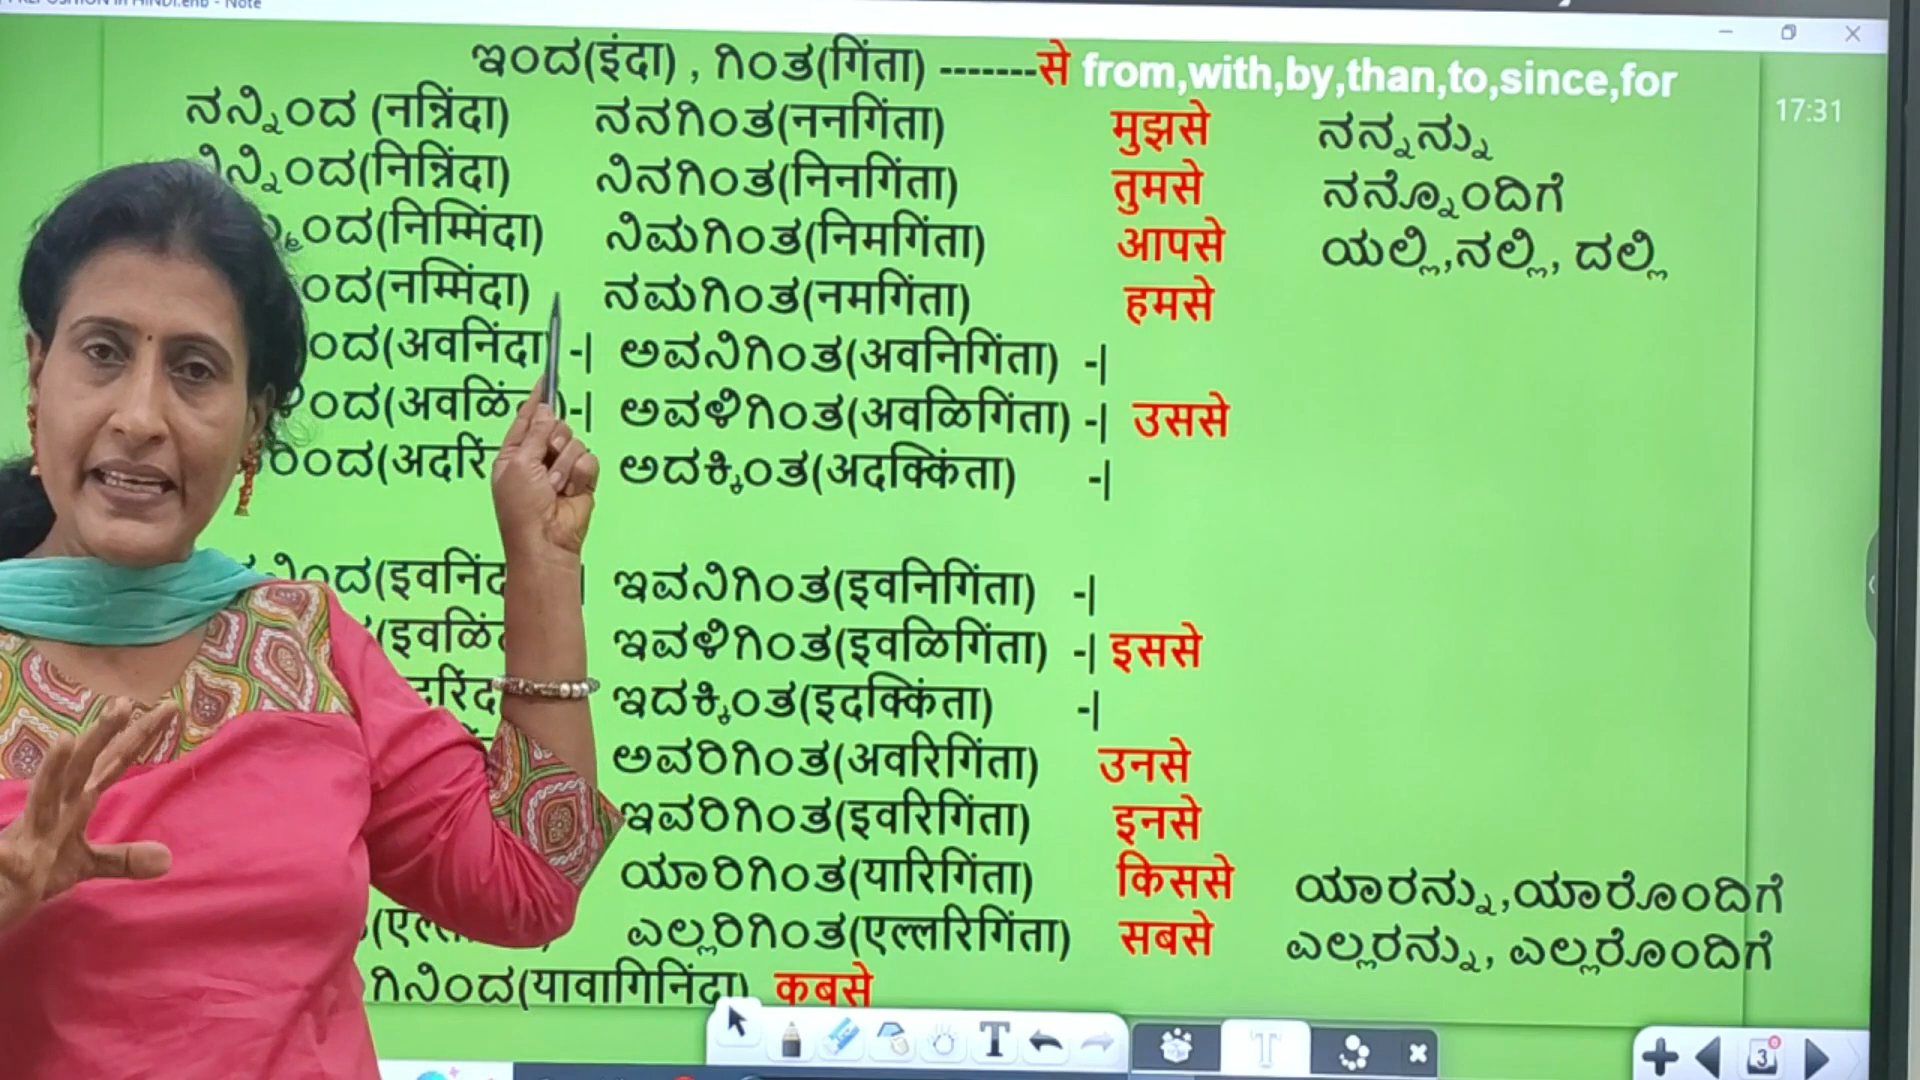 ಇಂದ(इंदा) , ಗಿಂತ(गिंता) -------से from,with,by,than,to,since,for
17:31
ನನ್ನಿಂದ (नन्निंदा) ನನಗಿಂತ(ननगिंता) मुझसे ನನ್ನನ್ನು
(निन्निंदा) ನಿನಗಿಂತ(निनगिंता) तुमसे ನನ್ನೊಂದಿಗೆ
(निम्मिंदा) ನಿಮಗಿಂತ(निमगिंता) आपसे ಯಲ್ಲಿ,ನಲ್ಲಿ, ದಲ್ಲಿ
(नम्मिंदा) ನಮಗಿಂತ(नमगिंता) हमसे
(अवनिंदा) -| ಅವನಿಗಿಂತ(अवनिगिंता) -|
-| ಅವಳಿಗಿಂತ(अवळिगिंता) -| उससे
ಅದಕ್ಕಿಂತ(अदक्किंता) -|
ಇವನಿಗಿಂತ(इवनिगिंता) -|
ಇವಳಿಗಿಂತ(इवळिगिंता) -| इससे
ಇದಕ್ಕಿಂತ(इदक्किंता) -|
ಅವರಿಗಿಂತ(अवरिगिंता) उनसे
ಇವರಿಗಿಂತ(इवरिगिंता) इनसे
ಯಾರಿಗಿಂತ(यारिगिंता) किससे ಯಾರನ್ನು,ಯಾರೊಂದಿಗೆ
ಎಲ್ಲರಿಗಿಂತ(एल्लरिगिंता) सबसे ಎಲ್ಲರನ್ನು, ಎಲ್ಲರೊಂದಿಗೆ
(यावागिनिंदा) कबसे
3